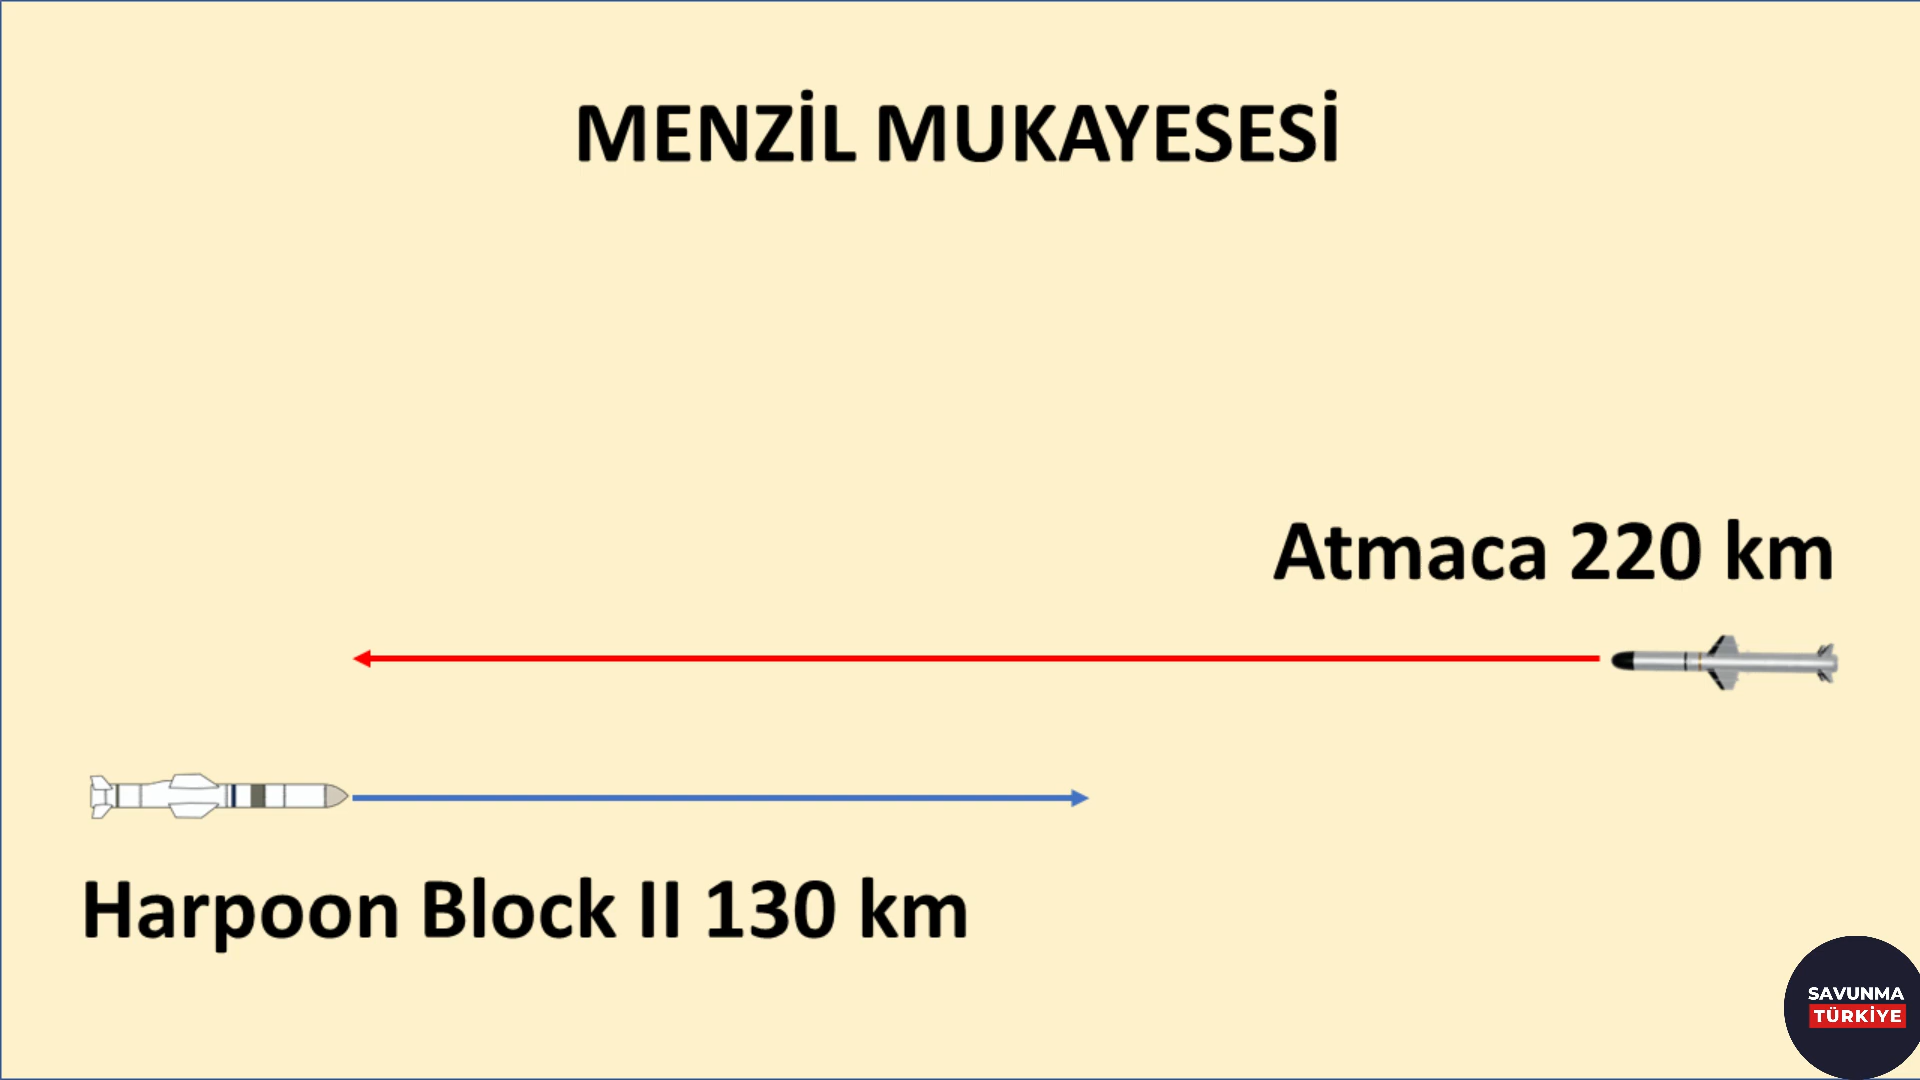 MENZİL MUKAYESESİ
Atmaca 220 km
Harpoon Block II 130 km
SAVUNMA
TÜRKİYE